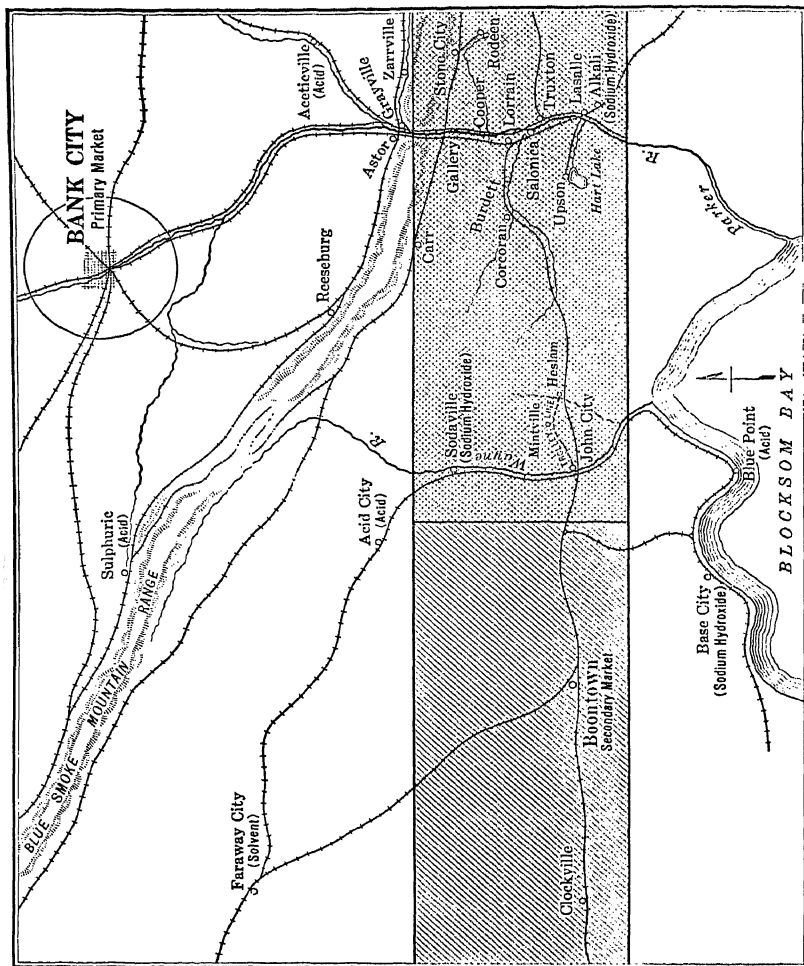 BANK CITY
Primary Market
Sulphuric
(Acid)
BLUE SMOKE MOUNTAIN RANGE
Faraway City
(Solvent)
Aceticville
(Acid)
Reeseburg
Acid City
(Acid)
Astor
Grayville
Zarrville
Carr
Stone City
Sodaville
(Sodium Hydroxide)
Gallery
Cooper
Rodeen
Wayne R.
Burdett
Lorrain
Corcoran
Salonica
Truxton
Mintville
Heslam
Unson
Lasalle
Hart Lake
Alkali
(Sodium Hydroxide)
John City
Clockville
Boontown
Secondary Market
Parker R.
Base City
(Sodium Hydroxide)
Blue Point
(Acid)
BLOCKSOM BAY